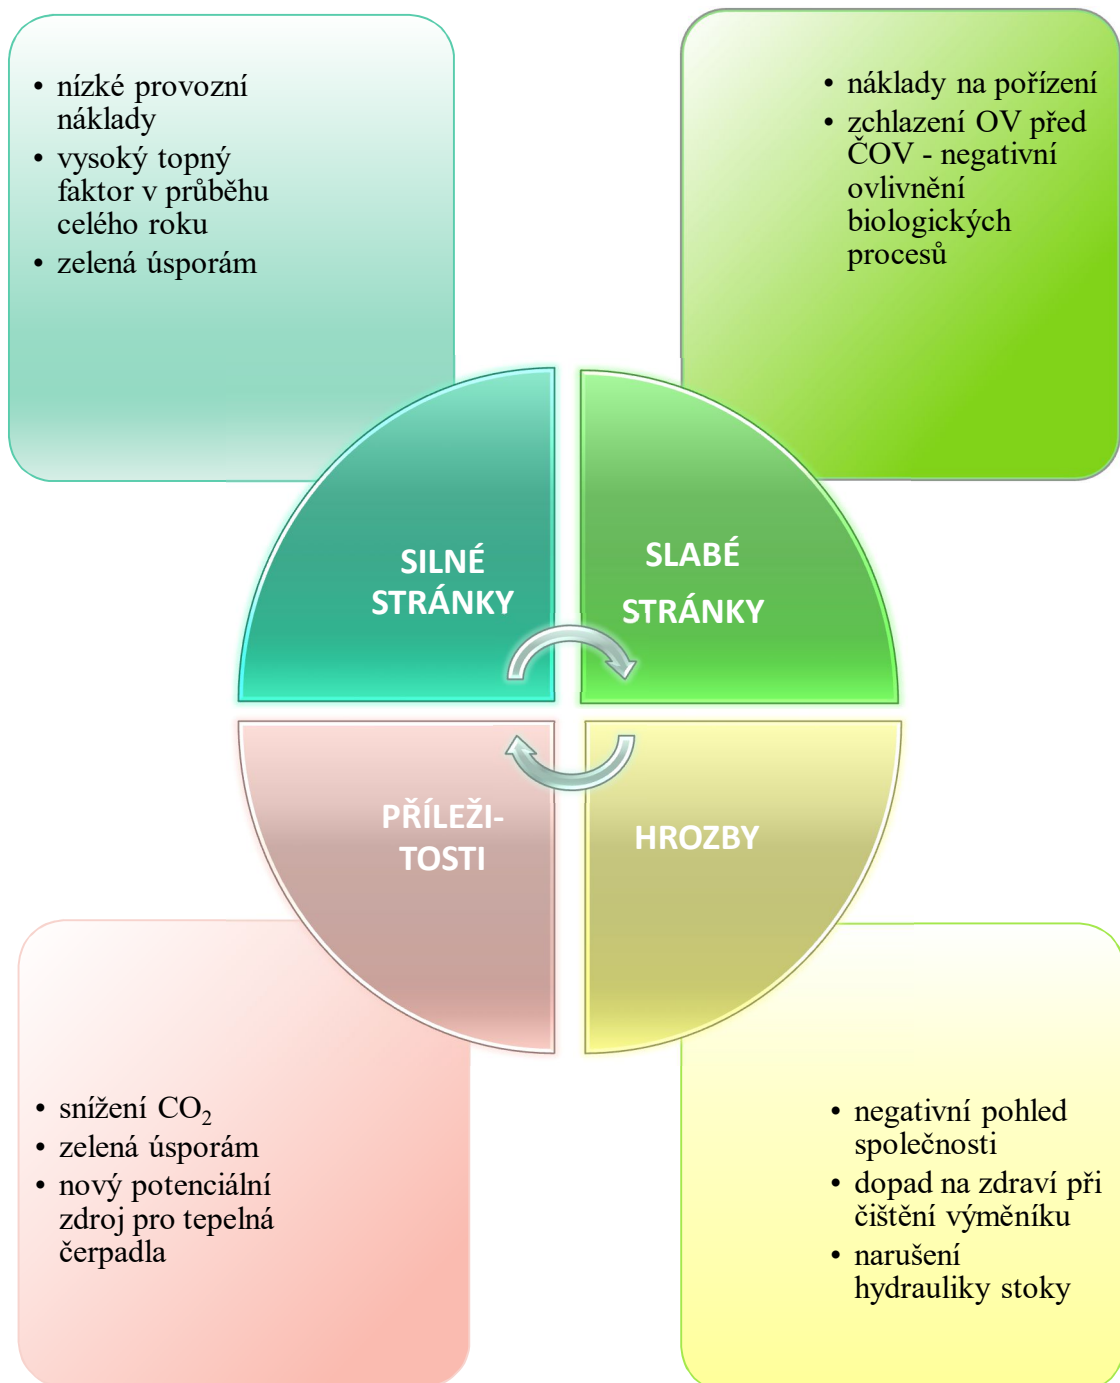 • nízké provozní
náklady
• vysoký topný
faktor v průběhu
celého roku
• zelená úsporám
• náklady na pořízení
• zchlazení OV před
ČOV - negativní
ovlivnění
biologických
procesů
SILNÉ
STRÁNKY
SLABÉ
STRÁNKY
PŘÍLEŽI-
TOSTI
HROZBY
• snížení CO₂
• zelená úsporám
• nový potenciální
zdroj pro tepelná
čerpadla
• negativní pohled
společnosti
• dopad na zdraví při
čištění výměníku
• narušení
hydrauliky stoky